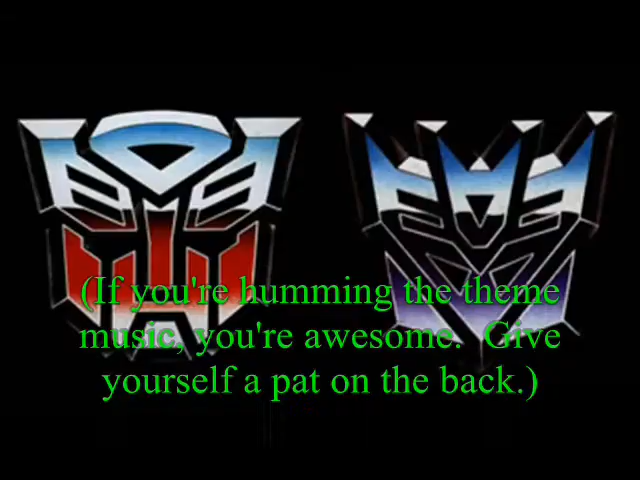 (If you're humming the theme
music, you're awesome.  Give
yourself a pat on the back.)